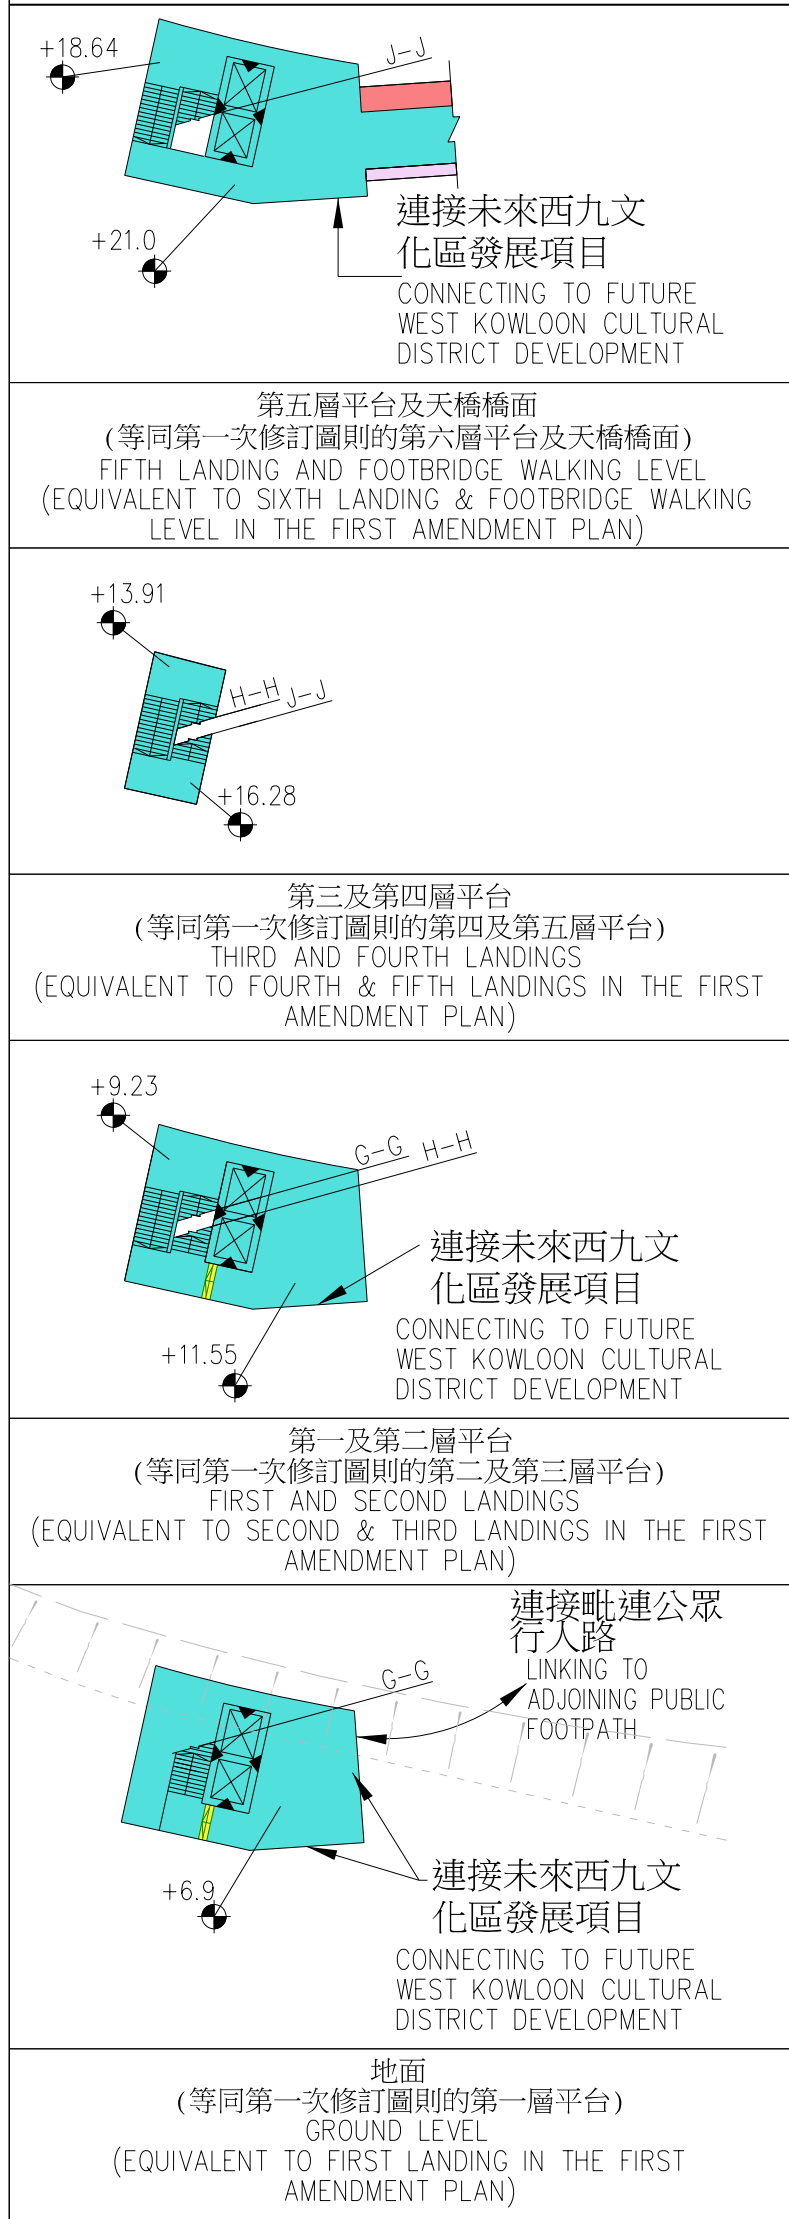 +18.64
J-J
+21.0
連接未來西九文
化區發展項目
CONNECTING TO FUTURE
WEST KOWLOON CULTURAL
DISTRICT DEVELOPMENT
第五層平台及天橋橋面
(等同第一次修訂圖則的第六層平台及天橋橋面)
FIFTH LANDING AND FOOTBRIDGE WALKING LEVEL
(EQUIVALENT TO SIXTH LANDING & FOOTBRIDGE WALKING
LEVEL IN THE FIRST AMENDMENT PLAN)
+13.91
H-H
J-J
+16.28
第三及第四層平台
(等同第一次修訂圖則的第四及第五層平台)
THIRD AND FOURTH LANDINGS
(EQUIVALENT TO FOURTH & FIFTH LANDINGS IN THE FIRST
AMENDMENT PLAN)
+9.23
G-G
H-H
連接未來西九文
化區發展項目
CONNECTING TO FUTURE
WEST KOWLOON CULTURAL
DISTRICT DEVELOPMENT
+11.55
第一及第二層平台
(等同第一次修訂圖則的第二及第三層平台)
FIRST AND SECOND LANDINGS
(EQUIVALENT TO SECOND & THIRD LANDINGS IN THE FIRST
AMENDMENT PLAN)
連接毗連公眾
行人路
LINKING TO
ADJOINING PUBLIC
FOOTPATH
G-G
+6.9
連接未來西九文
化區發展項目
CONNECTING TO FUTURE
WEST KOWLOON CULTURAL
DISTRICT DEVELOPMENT
地面
(等同第一次修訂圖則的第一層平台)
GROUND LEVEL
(EQUIVALENT TO FIRST LANDING IN THE FIRST
AMENDMENT PLAN)